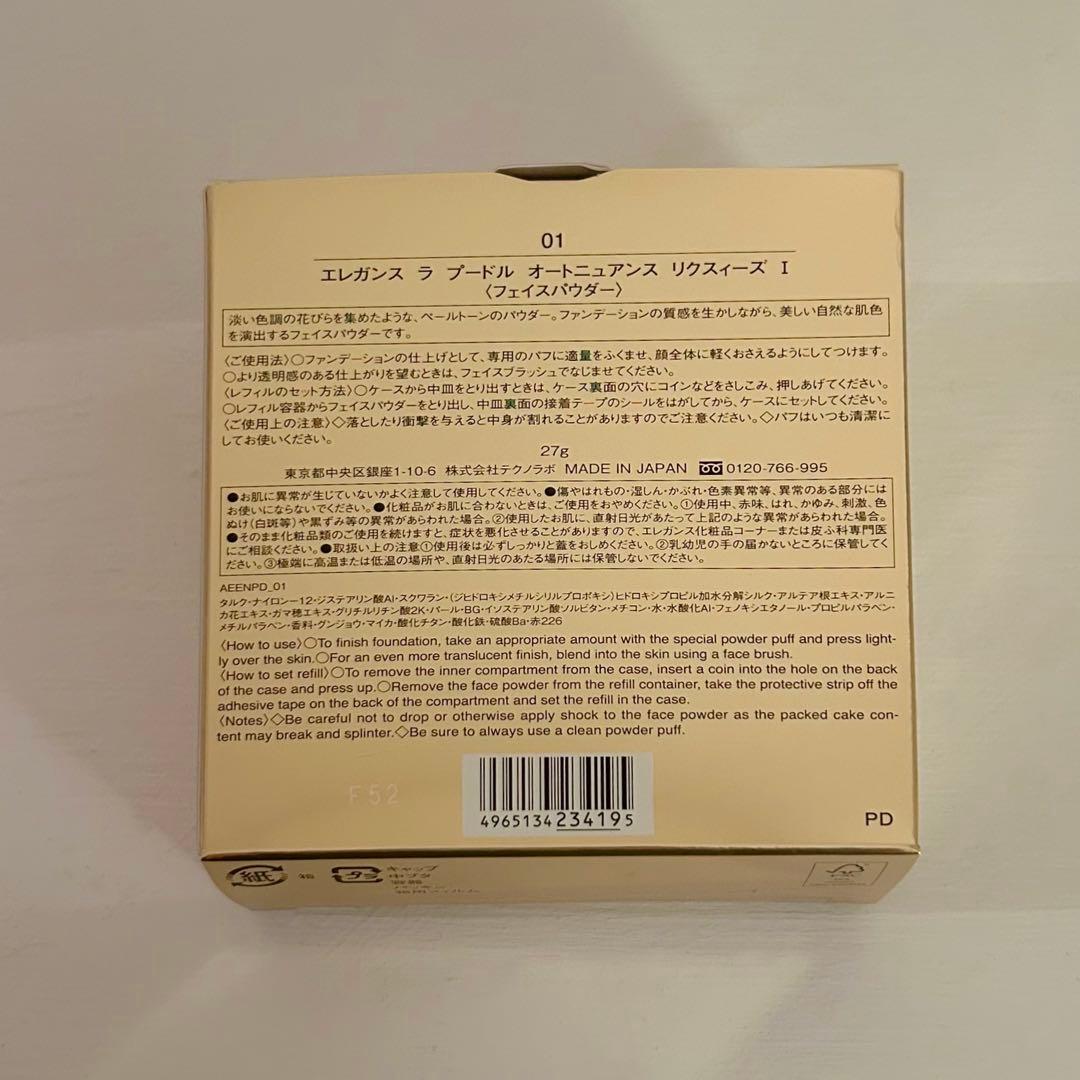 01
エレガンス ラ プードル オートニュアンス リクスィーズ I
〈フェイスパウダー〉
淡い色調の花びらを集めたような、ペールトーンのパウダー。ファンデーションの質感を生かしながら、美しい自然な肌色
を演出するフェイスパウダーです。
〈ご使用法〉○ファンデーションの仕上げとして、専用のパフに適量をふくませ、顔全体に軽くおさえるようにしてつけます。
○より透明感のある仕上がりを望むときは、フェイスブラッシュでなじませてください。
〈レフィルのセット方法〉○ケースから中皿をとり出すときは、ケース裏面の穴にコインなどをさしこみ、押しあげてください。
○レフィル容器からフェイスパウダーをとり出し、中皿裏面の接着テープのシールをはがしてから、ケースにセットしてください。
〈ご使用上の注意〉◇落としたり衝撃を与えると中身が割れることがありますのでご注意ください。◇パフはいつも清潔に
してお使いください。
27g
東京都中央区銀座1-10-6 株式会社テクノラボ MADE IN JAPAN 0120-766-995
●お肌に異常が生じていないかよく注意して使用してください。●傷やはれもの・湿しん・かぶれ・色素異常等、異常のある部分には
お使いにならないでください。●化粧品がお肌に合わないときは、ご使用をおやめください。①使用中、赤味、はれ、かゆみ、刺激、色
ぬけ(白斑等)や黒ずみ等の異常があらわれた場合。②使用したお肌に、直射日光があたって上記のような異常があらわれた場合。
●そのまま化粧品類のご使用を続けますと、症状を悪化させることがありますので、エレガンス化粧品コーナーまたは皮ふ科専門医
にご相談ください。●取扱い上の注意①使用後は必ずしっかりと蓋をおしめください。②乳幼児の手の届かないところに保管してく
ださい。③極端に高温または低温の場所や、直射日光のあたる場所には保管しないでください。
AEENPD_01
タルク・ナイロン-12・ジステアリン酸Al・スクワラン・(ジヒドロキシメチルシリルプロポキシ)ヒドロキシプロピル加水分解シルク・アルテア根エキス・アルニ
カ花エキス・ガマ穂エキス・グリチルリチン酸2K・パール・BG・イソステアリン酸ソルビタン・メチコン・水・水酸化Al・フェノキシエタノール・プロピルパラベン・
メチルパラベン・香料・グンジョウ・マイカ・酸化チタン・酸化鉄・硫酸Ba・赤226
〈How to use〉○To finish foundation, take an appropriate amount with the special powder puff and press light-
ly over the skin.○For an even more translucent finish, blend into the skin using a face brush.
〈How to set refill〉○To remove the inner compartment from the case, insert a coin into the hole on the back
of the case and press up.○Remove the face powder from the refill container, take the protective strip off the
adhesive tape on the back of the compartment and set the refill in the case.
〈Notes〉◇Be careful not to drop or otherwise apply shock to the face powder as the packed cake con-
tent may break and splinter.◇Be sure to always use a clean powder puff.
F52
4965134234195
PD
紙
プラ
キャップ
中ブタ